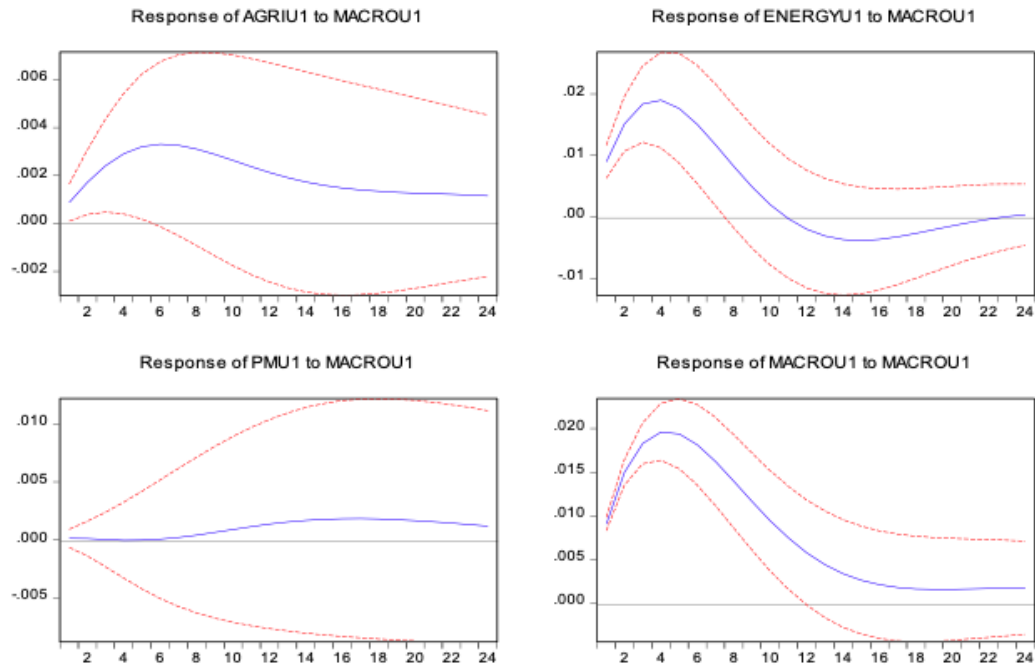 Response of AGRIU1 to MACROU1
.006
.004
.002
.000
-.002
2 4 6 8 10 12 14 16 18 20 22 24
Response of ENERGYU1 to MACROU1
.02
.01
.00
-.01
2 4 6 8 10 12 14 16 18 20 22 24
Response of PMU1 to MACROU1
.010
.005
.000
-.005
2 4 6 8 10 12 14 16 18 20 22 24
Response of MACROU1 to MACROU1
.020
.015
.010
.005
.000
2 4 6 8 10 12 14 16 18 20 22 24